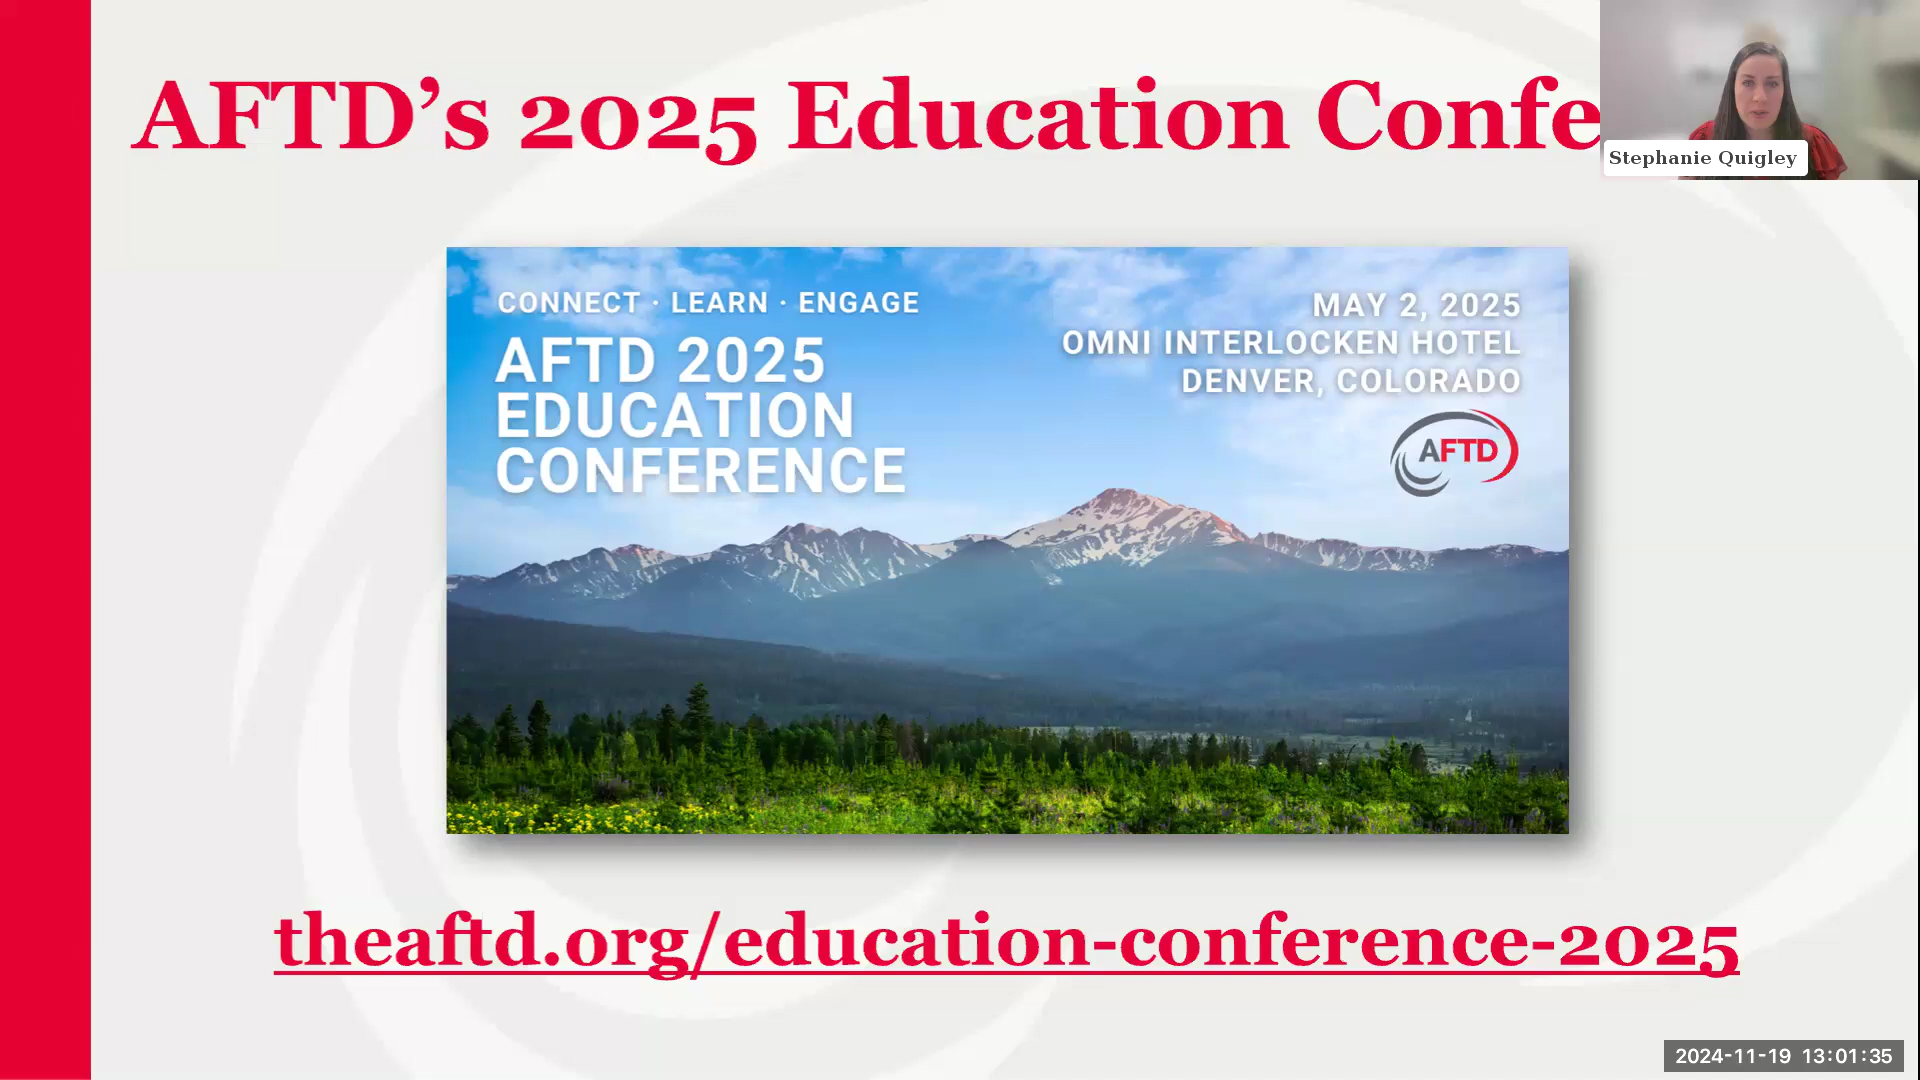 AFTD’s 2025 Education Confe
Stephanie Quigley
CONNECT · LEARN · ENGAGE
AFTD 2025
EDUCATION
CONFERENCE
MAY 2, 2025
OMNI INTERLOCKEN HOTEL
DENVER, COLORADO
AFTD
theaftd.org/education-conference-2025
2024-11-19 13:01:35